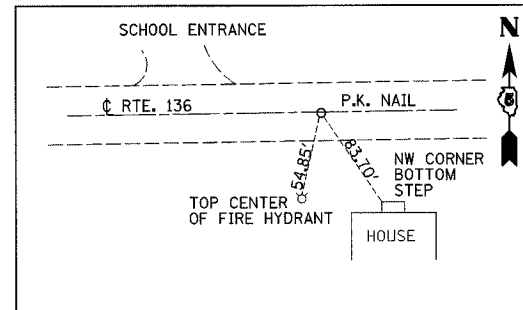 SCHOOL ENTRANCE
N
℄ RTE. 136
P.K. NAIL
54.85'
83.70'
NW CORNER
BOTTOM
STEP
TOP CENTER
OF FIRE HYDRANT
HOUSE